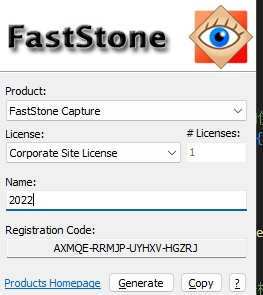 FastStone
Product:
FastStone Capture
License: # Licenses:
Corporate Site License 1
Name:
2022
Registration Code:
AXMQE-RRMJP-UYHXV-HGZRJ
Products Homepage Generate Copy ?